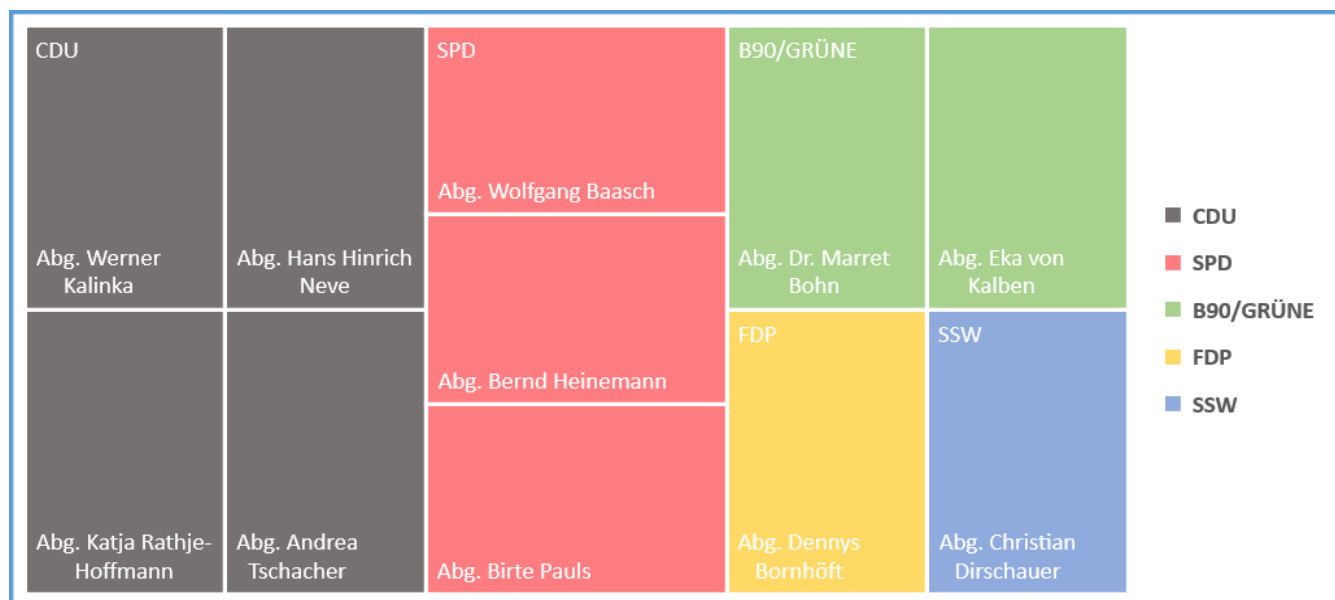 CDU
Abg. Werner
Kalinka
Abg. Hans Hinrich
Neve
Abg. Katja Rathje-
Hoffmann
Abg. Andrea
Tschacher
SPD
Abg. Wolfgang Baasch
Abg. Bernd Heinemann
Abg. Birte Pauls
B90/GRÜNE
Abg. Dr. Marret
Bohn
Abg. Eka von
Kalben
FDP
Abg. Dennys
Bornhöft
SSW
Abg. Christian
Dirschauer
CDU
SPD
B90/GRÜNE
FDP
SSW